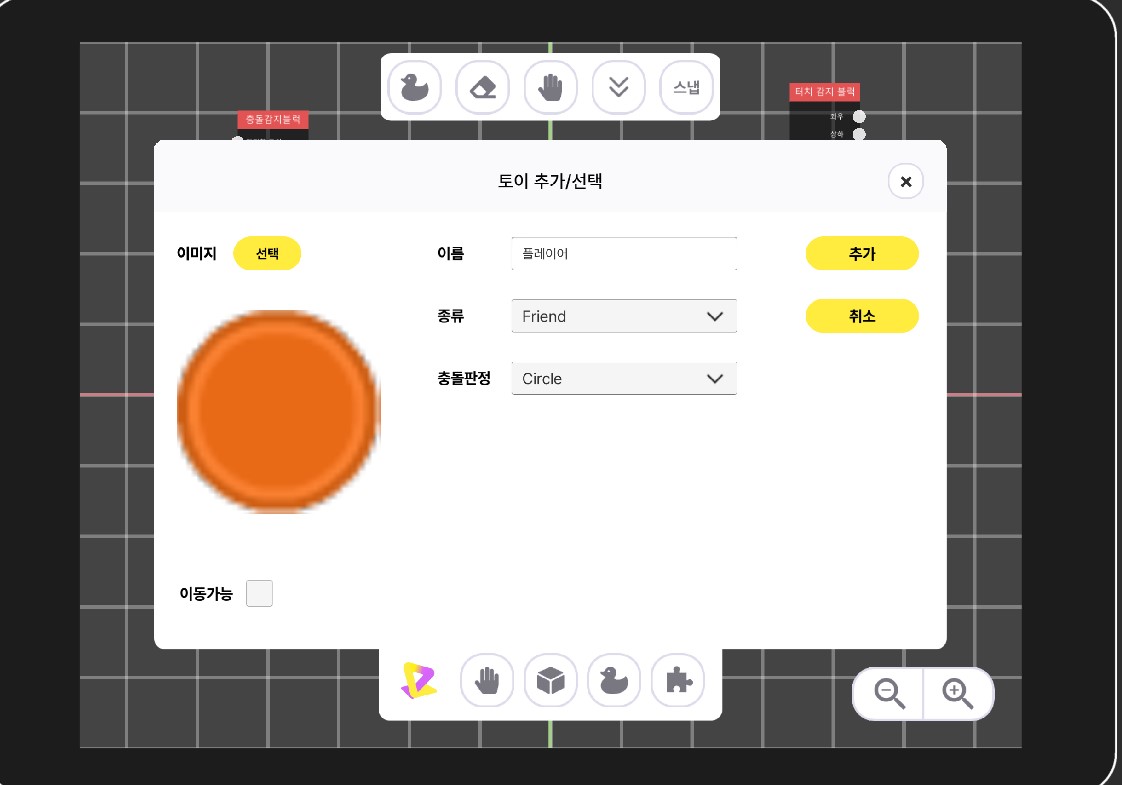 스냅
터치 감지 블럭
좌우
상하
충돌감지블럭
토이 추가/선택
이미지
선택
이름
플레이어
추가
종류
Friend
취소
충돌판정
Circle
이동가능